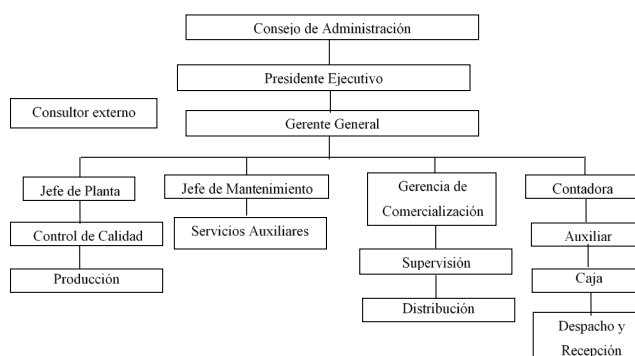 Consejo de Administración
Presidente Ejecutivo
Consultor externo
Gerente General
Jefe de Planta
Jefe de Mantenimiento
Gerencia de
Comercialización
Contadora
Control de Calidad
Servicios Auxiliares
Auxiliar
Producción
Supervisión
Caja
Distribución
Despacho y
Recepción